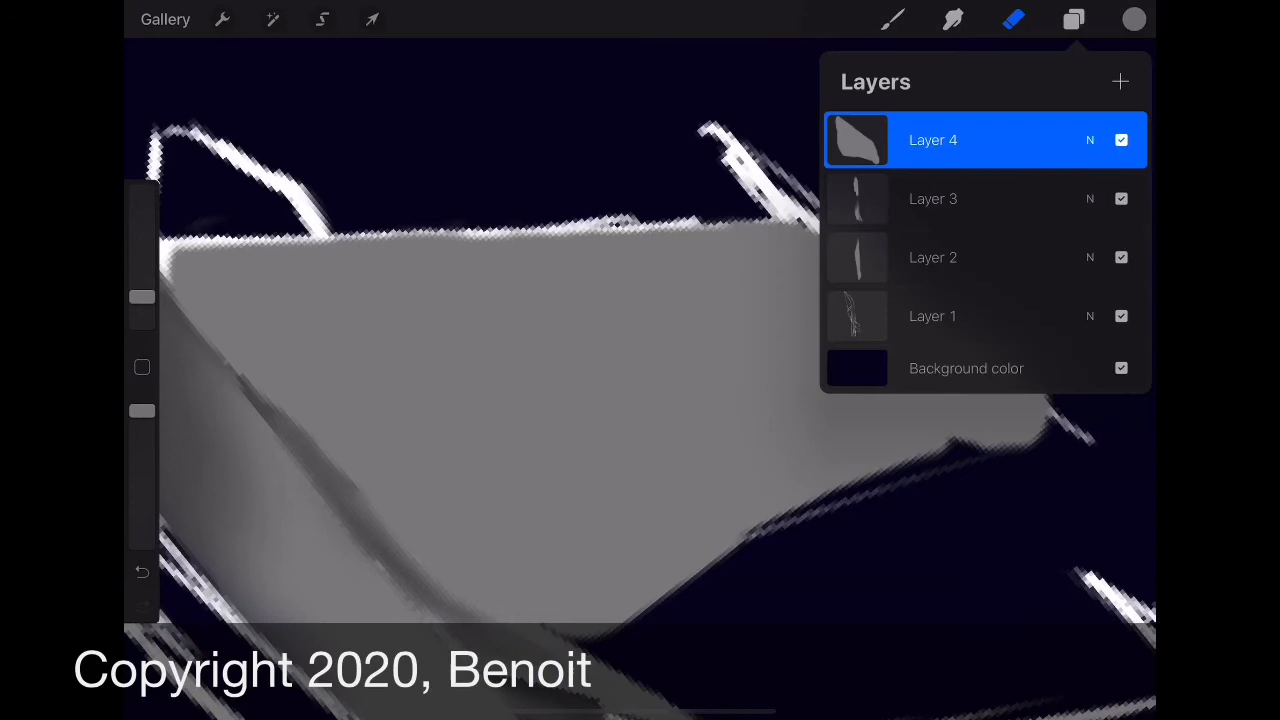 Gallery
Layers
Layer 4 N
Layer 3 N
Layer 2 N
Layer 1 N
Background color
Copyright 2020, Benoit